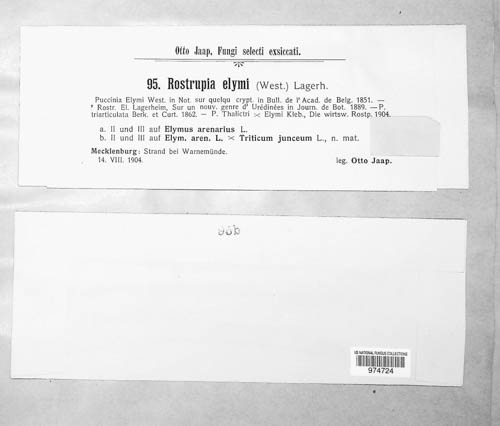 Otto Jaap, Fungi selecti exsiccati.
95. Rostrupia elymi (West.) Lagerh.
Puccinia Elymi West. in Not. sur quelqu crypt. in Bull. de l'Acad. de Belg. 1851. —
Rostr. El. Lagerheim, Sur un nouv. genre d' Urédinées in Journ. de Bot. 1889. — P.
triarticulata Berk. et Curt. 1862. — P. Thalictri × Elymi Kleb., Die wirtsw. Rostp. 1904.
a. II und III auf Elymus arenarius L.
b. II und III auf Elym. aren. L. × Triticum junceum L., n. mat.
Mecklenburg: Strand bei Warnemünde.
14. VIII. 1904. leg. Otto Jaap.
95b
US NATIONAL FUNGUS COLLECTIONS
974724